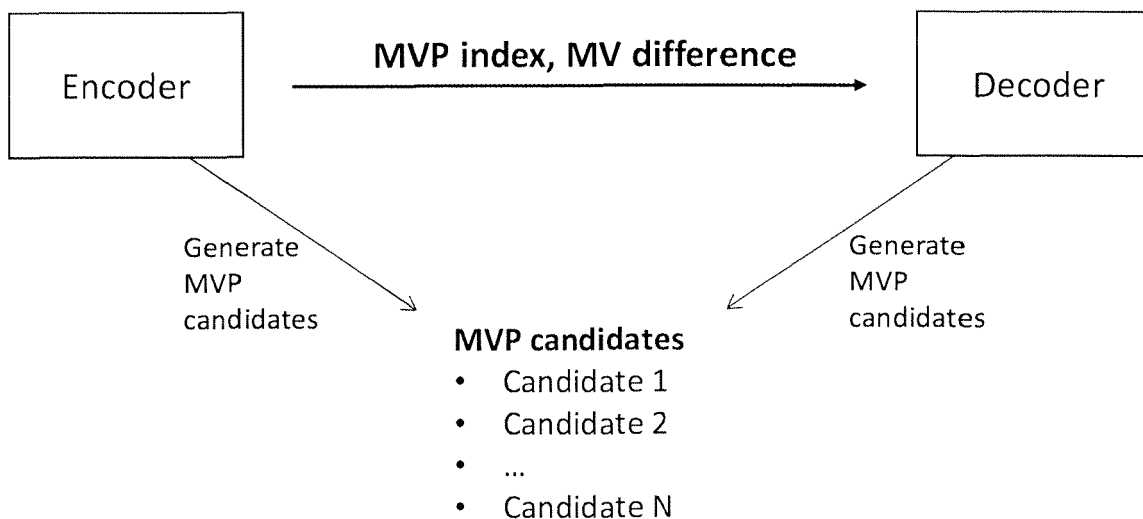 Encoder
MVP index, MV difference
Decoder
Generate
MVP
candidates
Generate
MVP
candidates
MVP candidates
• Candidate 1
• Candidate 2
• ...
• Candidate N